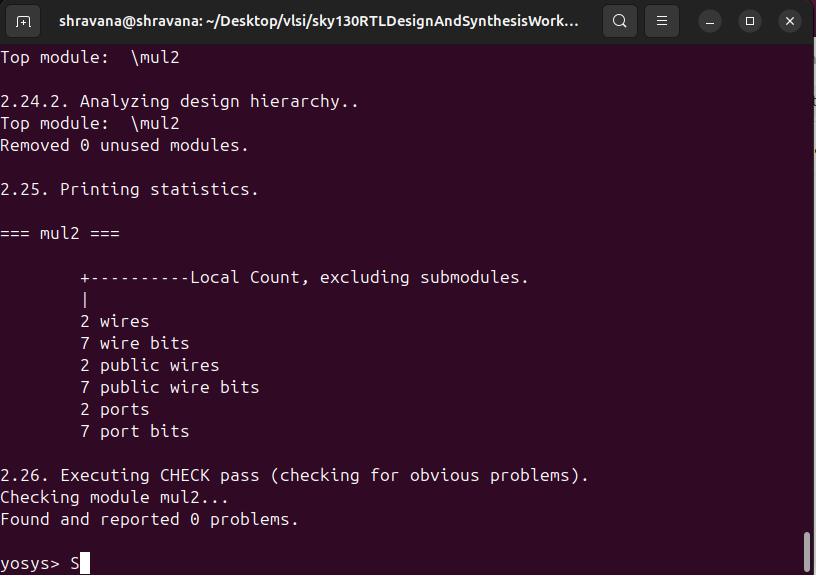 shravana@shravana: ~/Desktop/vlsi/sky130RTLDesignAndSynthesisWork...
Top module:  \mul2
2.24.2. Analyzing design hierarchy..
Top module:  \mul2
Removed 0 unused modules.
2.25. Printing statistics.
=== mul2 ===
        +----------Local Count, excluding submodules.
        |
        2 wires
        7 wire bits
        2 public wires
        7 public wire bits
        2 ports
        7 port bits
2.26. Executing CHECK pass (checking for obvious problems).
Checking module mul2...
Found and reported 0 problems.
yosys> S